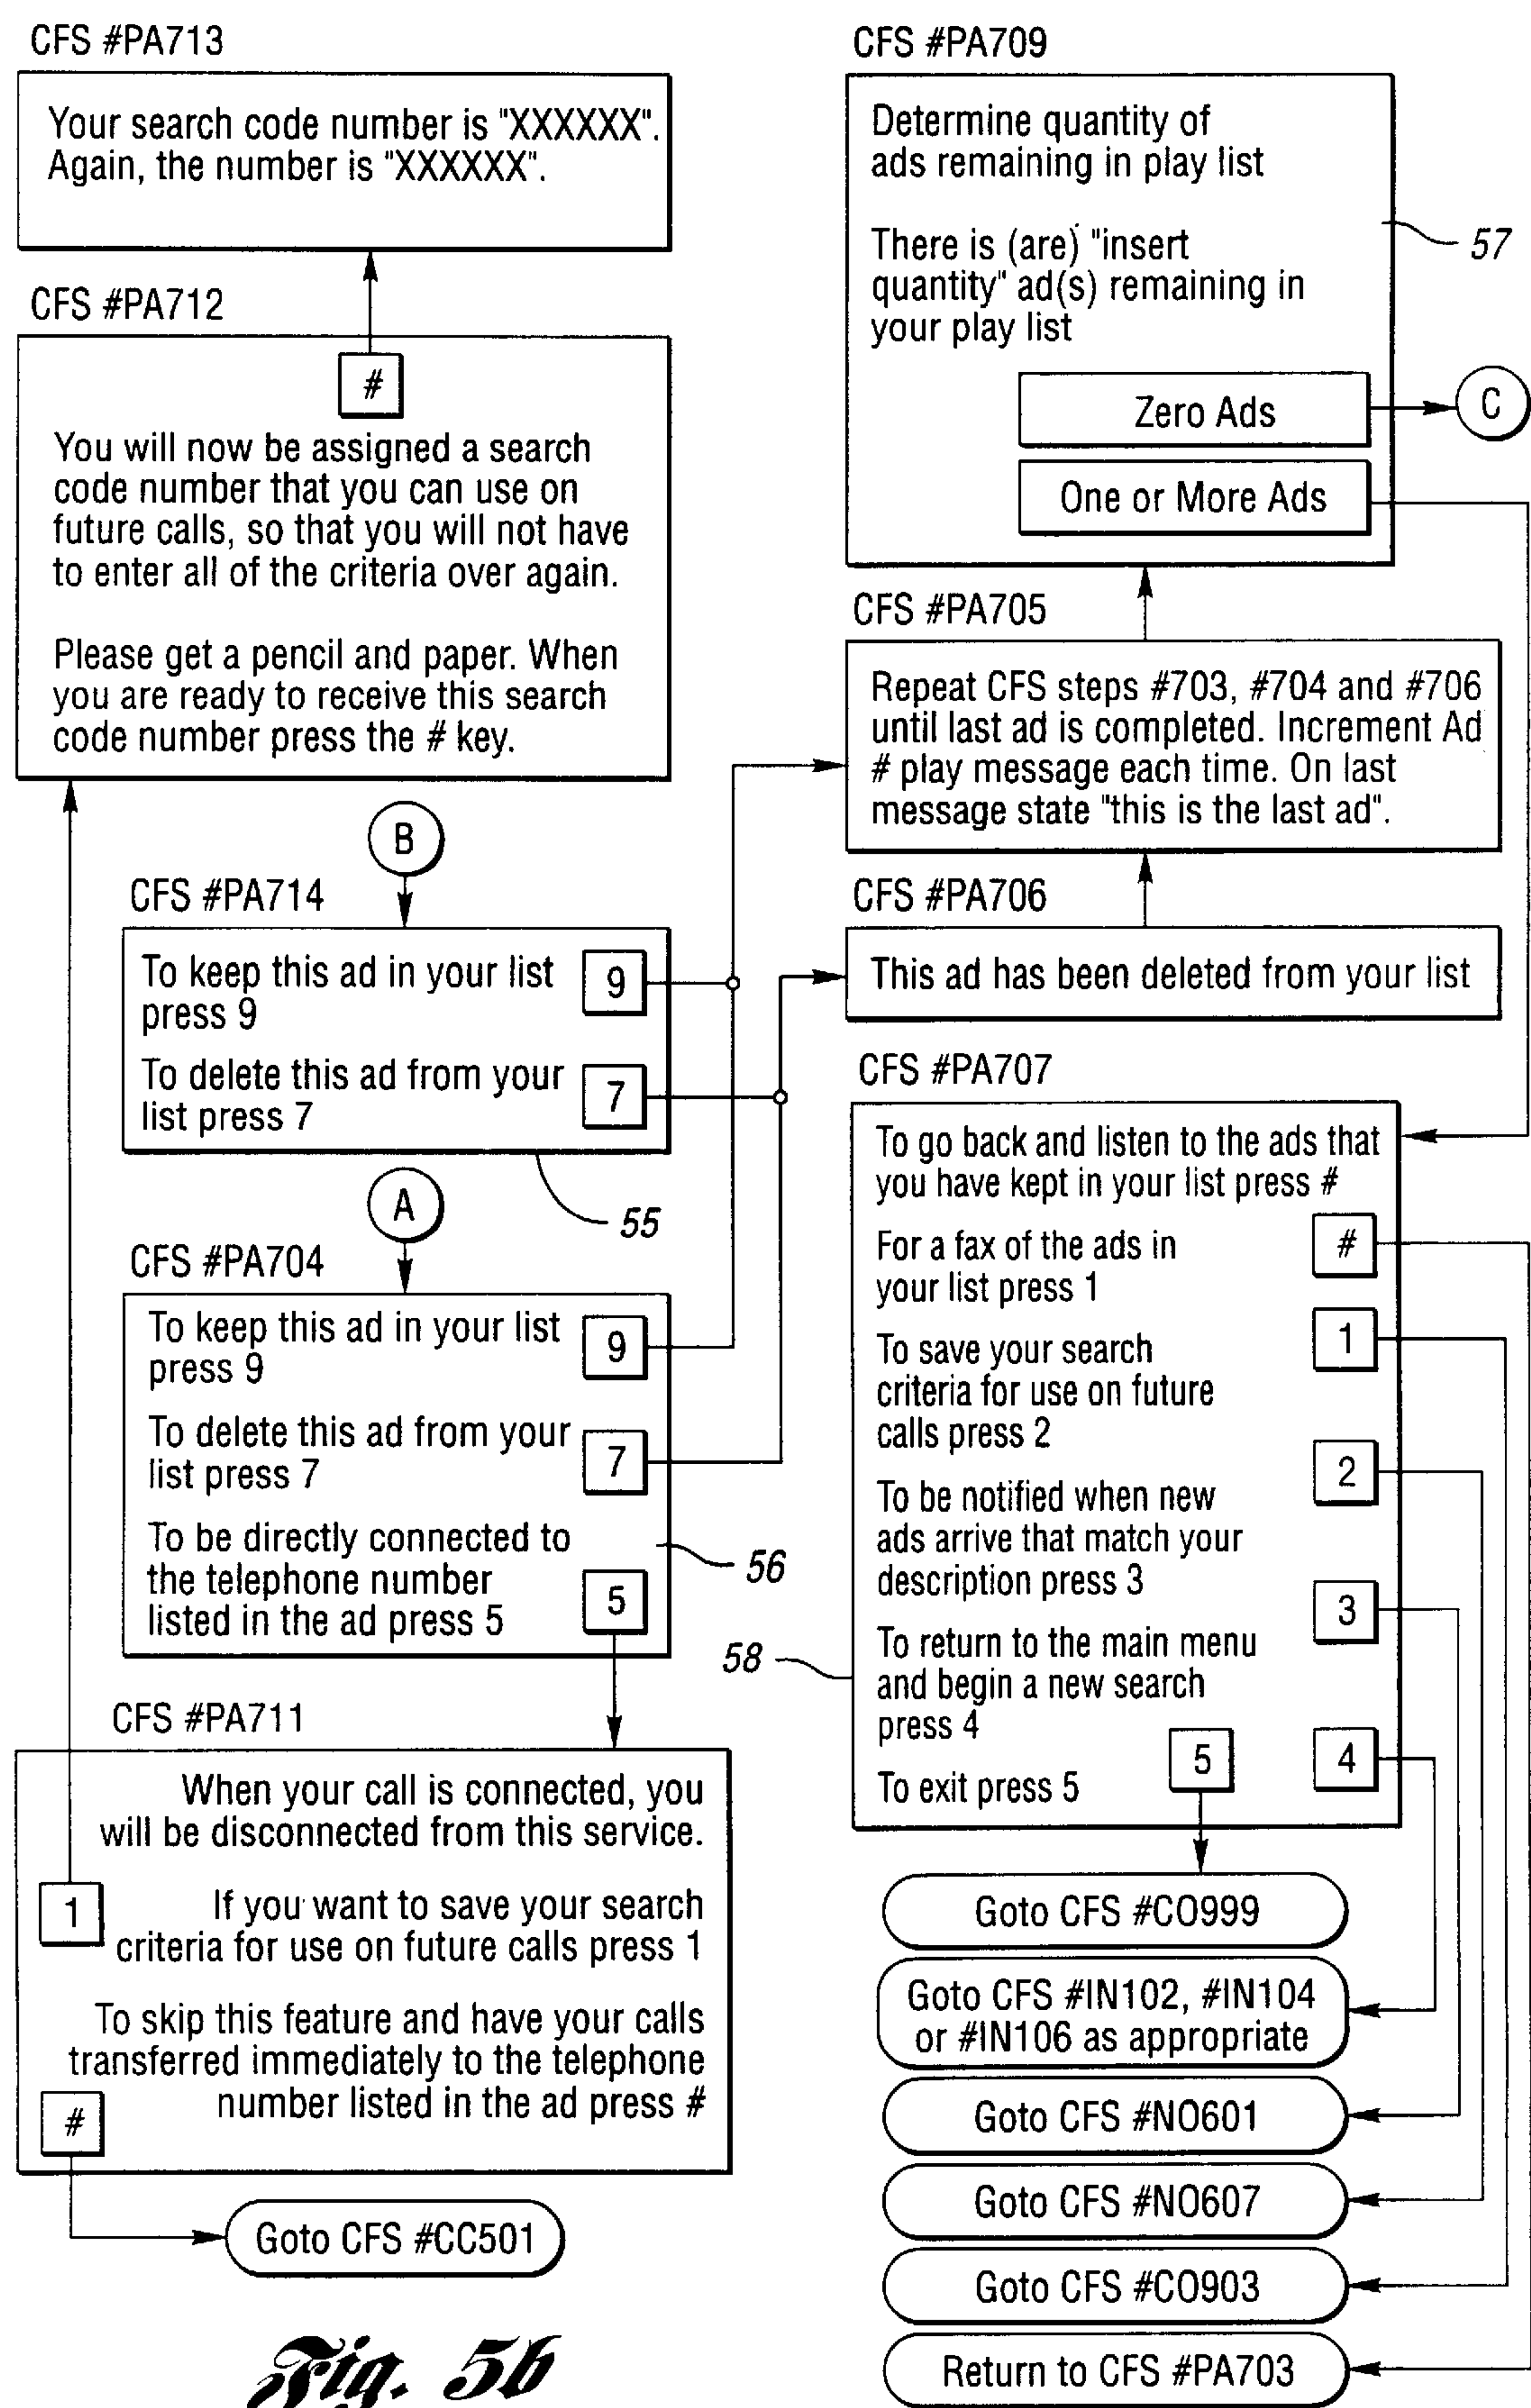 CFS #PA713
Your search code number is "XXXXXX".
Again, the number is "XXXXXX".
CFS #PA712
#
You will now be assigned a search
code number that you can use on
future calls, so that you will not have
to enter all of the criteria over again.
Please get a pencil and paper. When
you are ready to receive this search
code number press the # key.
B
CFS #PA714
To keep this ad in your list
press 9
9
To delete this ad from your
list press 7
7
55
A
CFS #PA704
To keep this ad in your list
press 9
9
To delete this ad from your
list press 7
7
To be directly connected to
the telephone number
listed in the ad press 5
5
56
CFS #PA711
When your call is connected, you
will be disconnected from this service.
1
If you want to save your search
criteria for use on future calls press 1
To skip this feature and have your calls
transferred immediately to the telephone
number listed in the ad press #
#
Goto CFS #CC501
CFS #PA709
Determine quantity of
ads remaining in play list
There is (are) "insert
quantity" ad(s) remaining in
your play list
57
Zero Ads
C
One or More Ads
CFS #PA705
Repeat CFS steps #703, #704 and #706
until last ad is completed. Increment Ad
# play message each time. On last
message state "this is the last ad".
CFS #PA706
This ad has been deleted from your list
CFS #PA707
To go back and listen to the ads that
you have kept in your list press #
#
For a fax of the ads in
your list press 1
1
To save your search
criteria for use on future
calls press 2
2
To be notified when new
ads arrive that match your
description press 3
3
To return to the main menu
and begin a new search
press 4
4
To exit press 5
5
58
Goto CFS #CO999
Goto CFS #IN102, #IN104
or #IN106 as appropriate
Goto CFS #NO601
Goto CFS #NO607
Goto CFS #CO903
Return to CFS #PA703
Fig. 5b